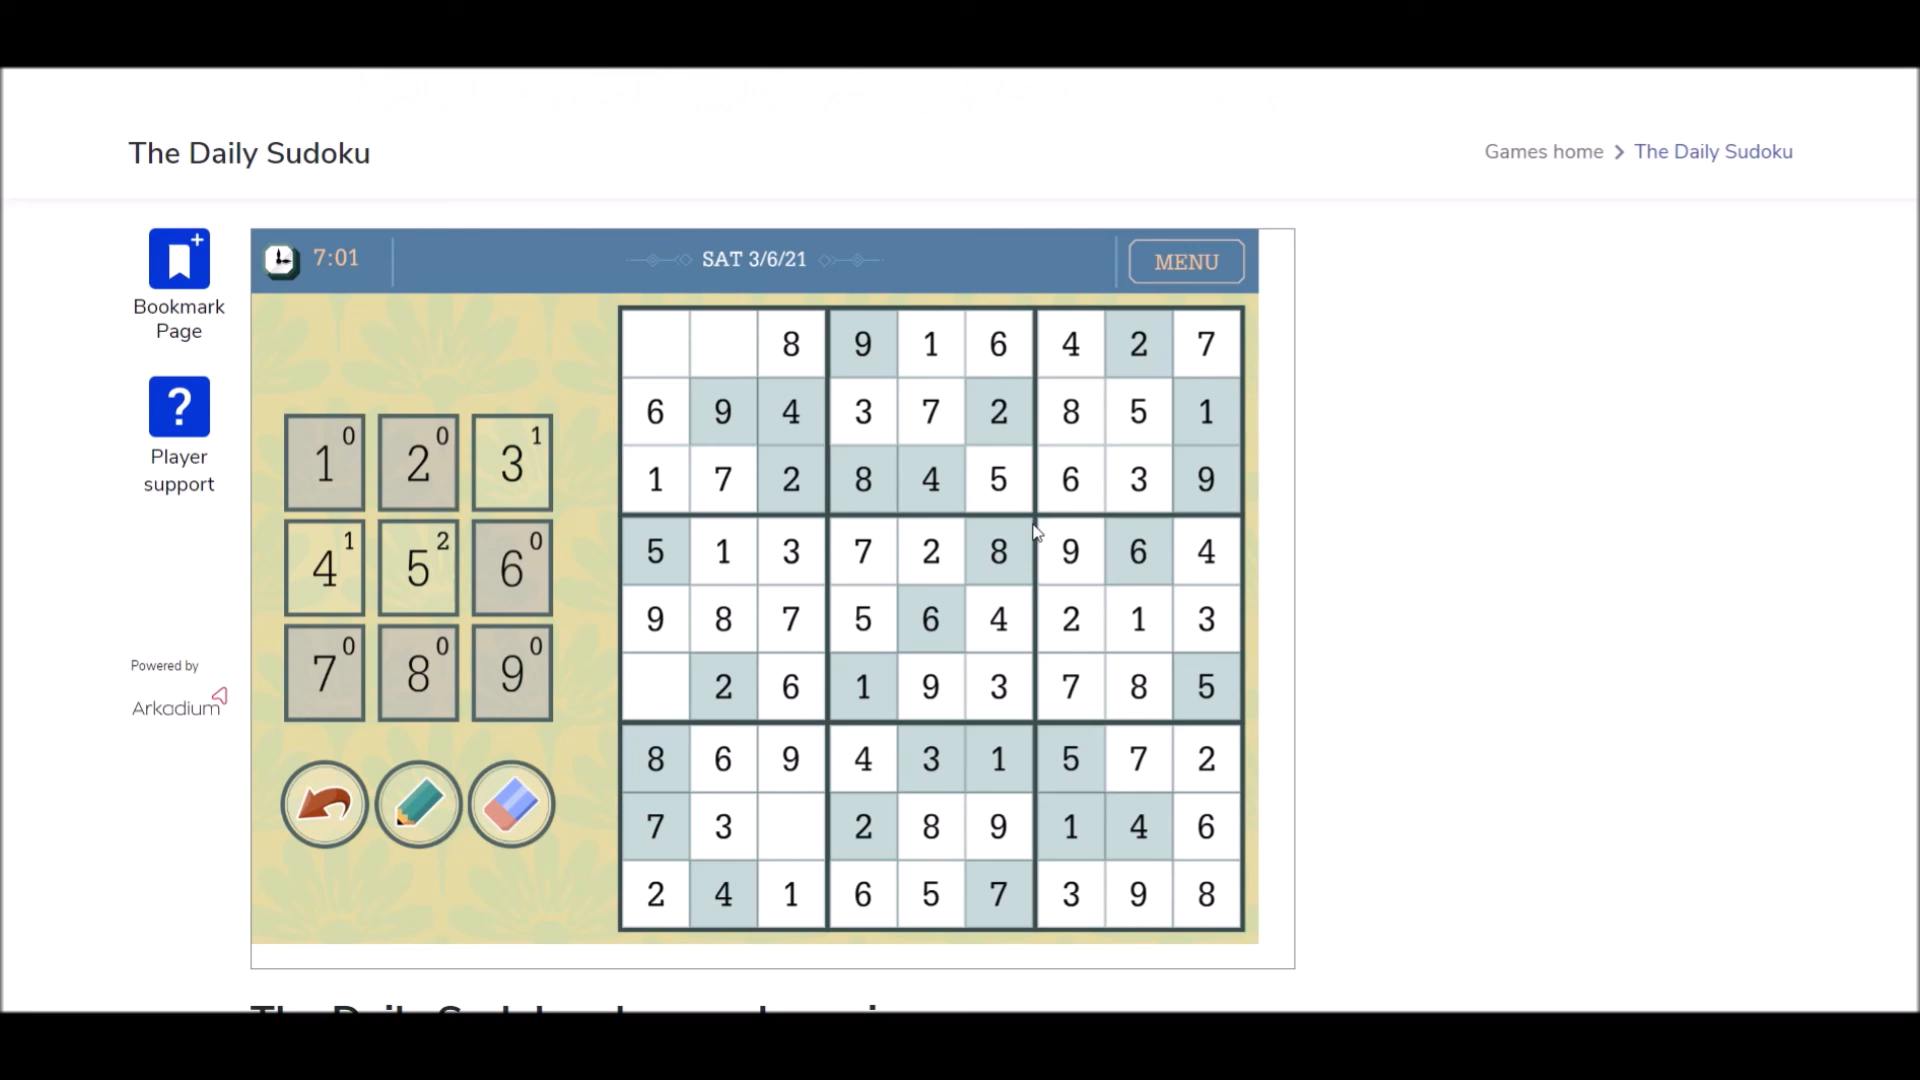 The Daily Sudoku
Games home > The Daily Sudoku
Bookmark
Page
Player
support
Powered by
Arkadium
7:01
SAT 3/6/21
MENU
1 0 2 0 3 1
4 1 5 2 6 0
7 0 8 0 9 0
8 9 1 6 4 2 7
6 9 4 3 7 2 8 5 1
1 7 2 8 4 5 6 3 9
5 1 3 7 2 8 9 6 4
9 8 7 5 6 4 2 1 3
2 6 1 9 3 7 8 5
8 6 9 4 3 1 5 7 2
7 3 2 8 9 1 4 6
2 4 1 6 5 7 3 9 8
The Daily Sudoku